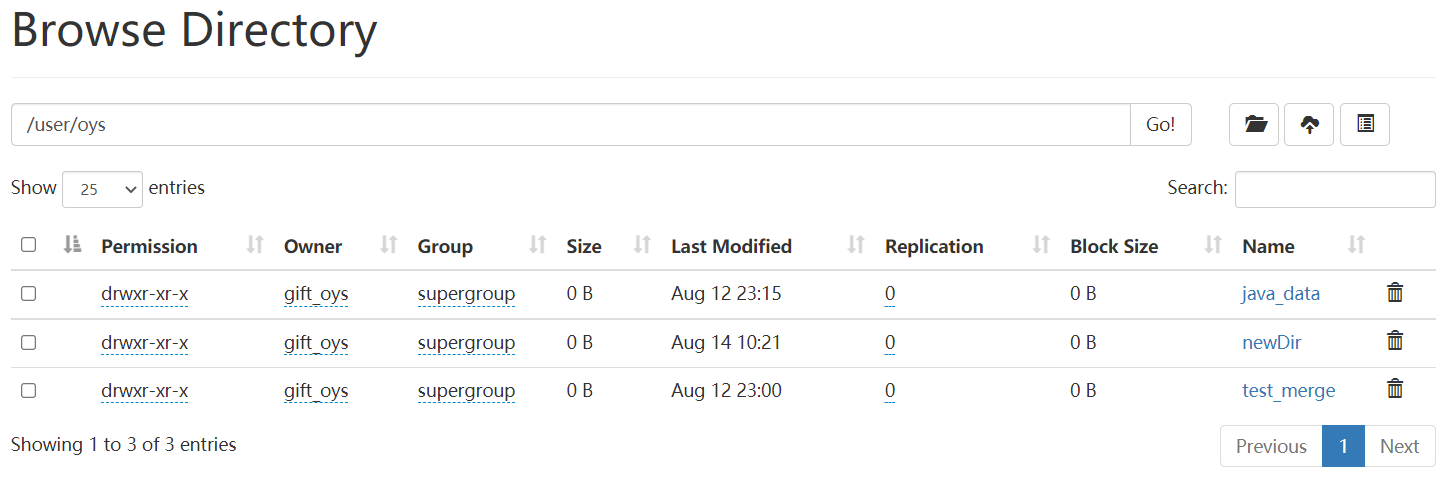 Browse Directory
/user/oys Go!
Show 25 entries Search:
Permission Owner Group Size Last Modified Replication Block Size Name
drwxr-xr-x gift_oys supergroup 0 B Aug 12 23:15 0 0 B java_data
drwxr-xr-x gift_oys supergroup 0 B Aug 14 10:21 0 0 B newDir
drwxr-xr-x gift_oys supergroup 0 B Aug 12 23:00 0 0 B test_merge
Showing 1 to 3 of 3 entries Previous 1 Next